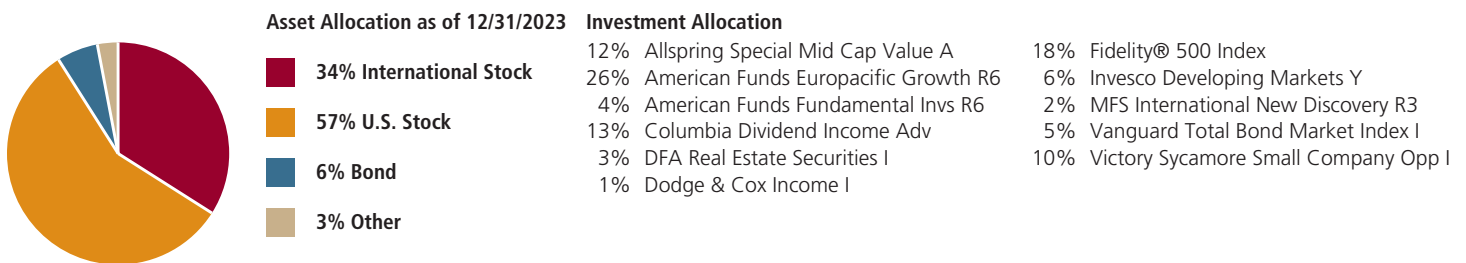 Asset Allocation as of 12/31/2023
34% International Stock
57% U.S. Stock
6% Bond
3% Other
Investment Allocation
12% Allspring Special Mid Cap Value A
26% American Funds Europacific Growth R6
4% American Funds Fundamental Invs R6
13% Columbia Dividend Income Adv
3% DFA Real Estate Securities I
1% Dodge & Cox Income I
18% Fidelity® 500 Index
6% Invesco Developing Markets Y
2% MFS International New Discovery R3
5% Vanguard Total Bond Market Index I
10% Victory Sycamore Small Company Opp I